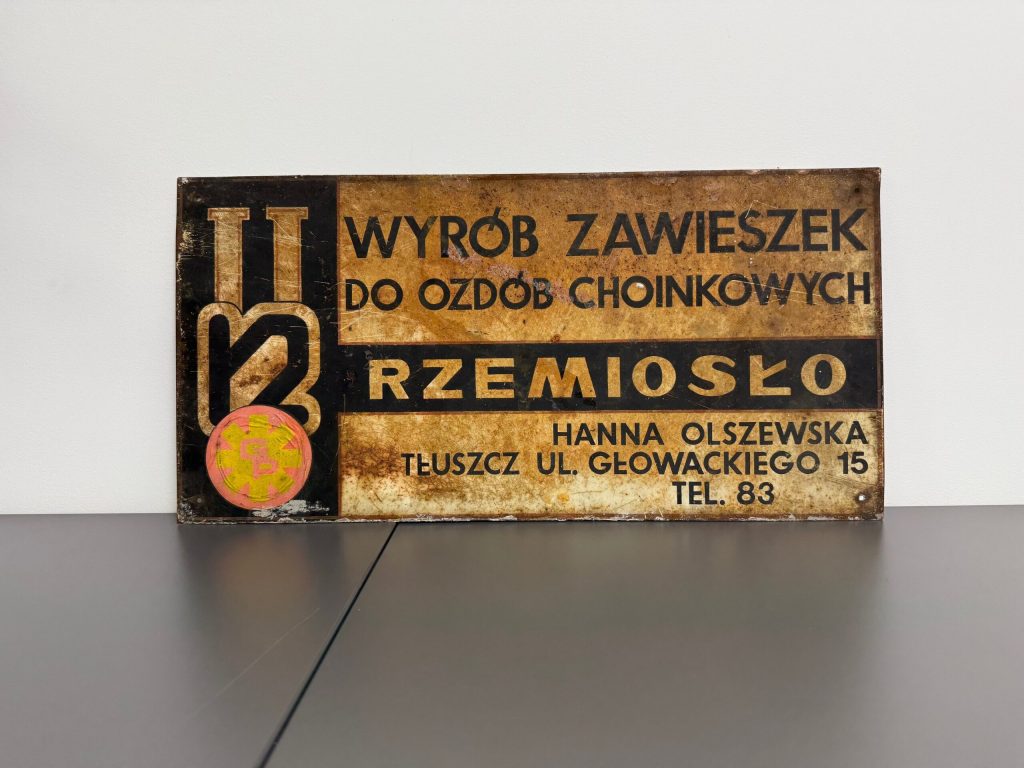 WYRÓB ZAWIESZEK
DO OZDÓB CHOINKOWYCH
RZEMIOSŁO
HANNA OLSZEWSKA
TŁUSZCZ UL. GŁOWACKIEGO 15
TEL. 83